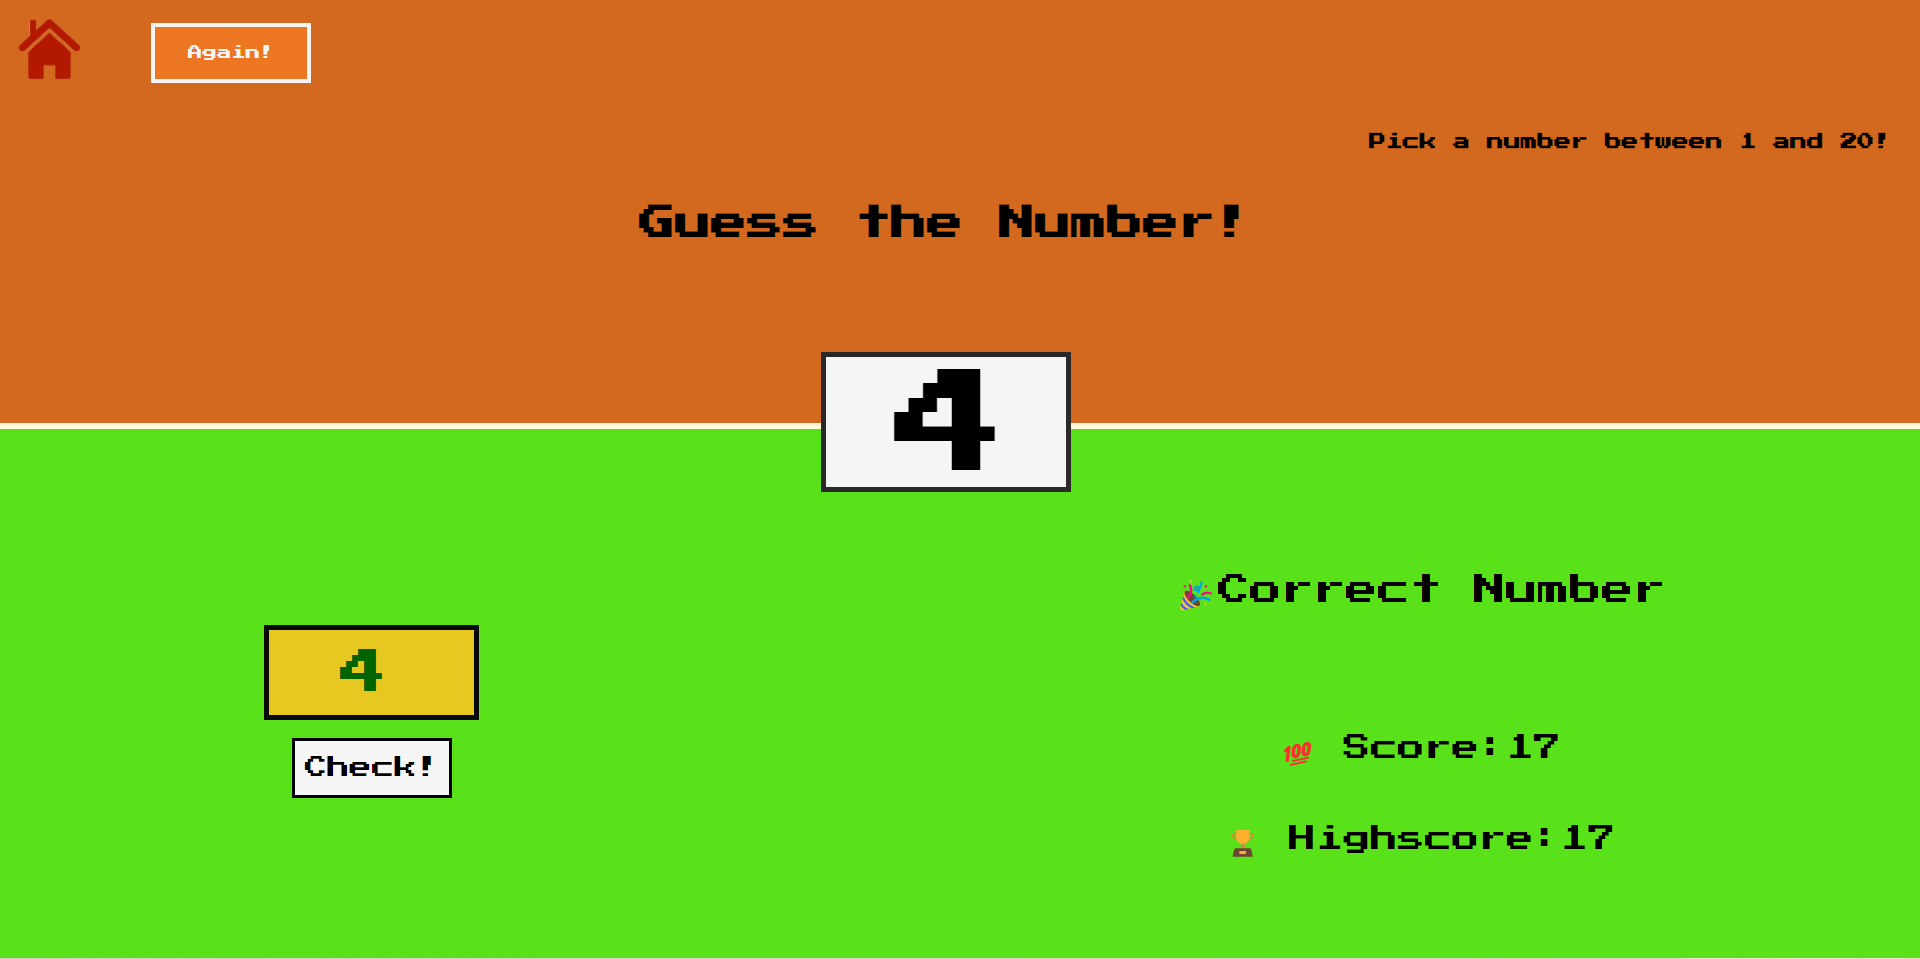 Again!
Pick a number between 1 and 20!
Guess the Number!
4
🎉Correct Number
4
Check!
💯 Score:17
🏆 Highscore:17